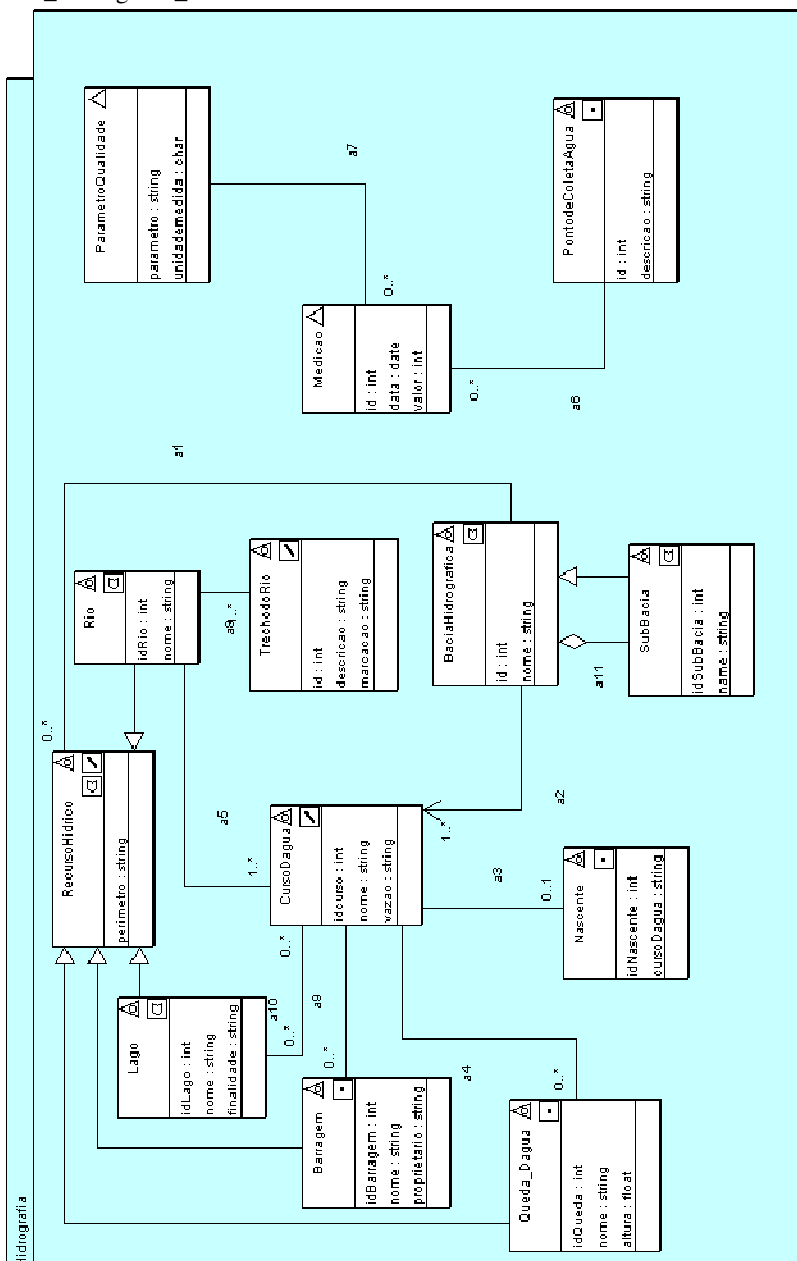 Hidrografia
Queda_Dagua
idQueda : int
nome : string
altura : float
Barragem
idBarragem : int
nome : string
proprietario : string
Lago
idLago : int
nome : string
finalidade : string
RecursoHidrico
perimetro : string
Rio
idRio : int
nome : string
TrechodoRio
id : int
descricao : string
marcacao : string
CursoDagua
idcurso : int
nome : string
vazao : string
Nascente
idNascente : int
cursoDagua : string
BaciaHidrografica
id : int
nome : string
SubBacia
idSubBacia : int
name : string
ParametroQualidade
parametro : string
unidademedida : char
Medicao
id : int
data : date
valor : int
PontodeColetaAgua
id : int
descricao : string
a1
0..*
a2
1..*
a3
0..1
a4
0..*
a5
1..*
a6
0..*
a7
0..*
a8
a9
0..*
a10
0..*
0..*
a11